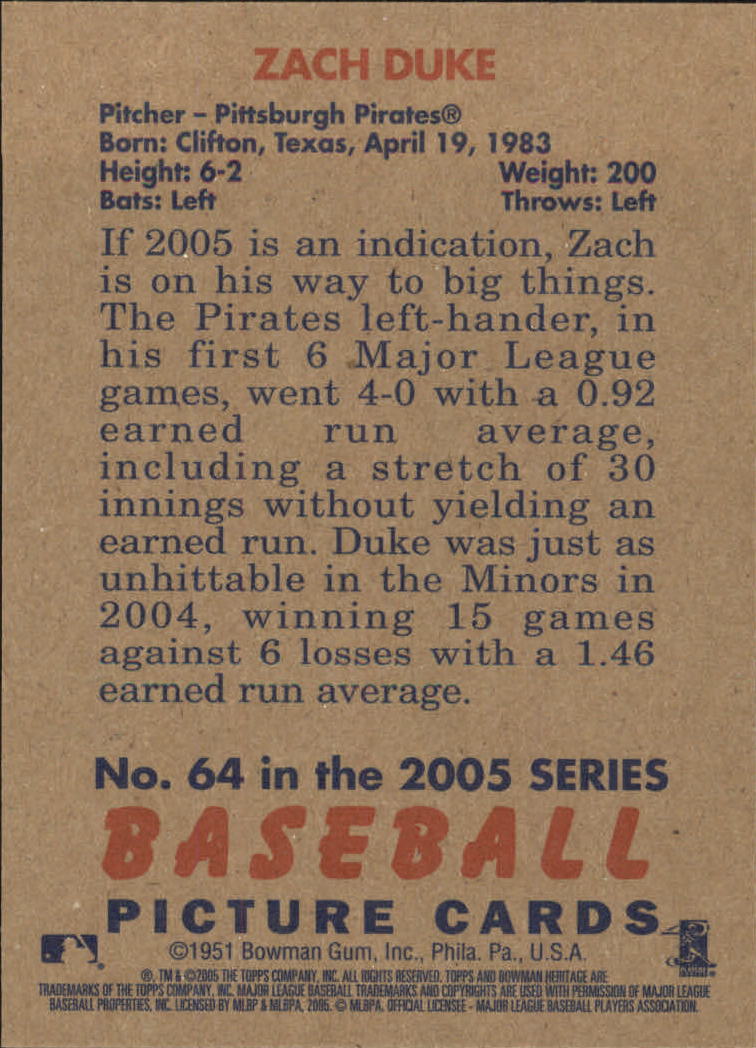 ZACH DUKE
Pitcher – Pittsburgh Pirates®
Born: Clifton, Texas, April 19, 1983
Height: 6-2 Weight: 200
Bats: Left Throws: Left
If 2005 is an indication, Zach
is on his way to big things.
The Pirates left-hander, in
his first 6 Major League
games, went 4-0 with a 0.92
earned run average,
including a stretch of 30
innings without yielding an
earned run. Duke was just as
unhittable in the Minors in
2004, winning 15 games
against 6 losses with a 1.46
earned run average.
No. 64 in the 2005 SERIES
BASEBALL
PICTURE CARDS
©1951 Bowman Gum, Inc., Phila. Pa., U.S.A.
®, TM & ©2005 THE TOPPS COMPANY, INC. ALL RIGHTS RESERVED. TOPPS AND BOWMAN HERITAGE ARE
TRADEMARKS OF THE TOPPS COMPANY, INC. MAJOR LEAGUE BASEBALL TRADEMARKS AND COPYRIGHTS ARE USED WITH PERMISSION OF MAJOR LEAGUE
BASEBALL PROPERTIES, INC. LICENSED BY MLBP & MLBPA, 2005. © MLBPA. OFFICIAL LICENSEE - MAJOR LEAGUE BASEBALL PLAYERS ASSOCIATION.